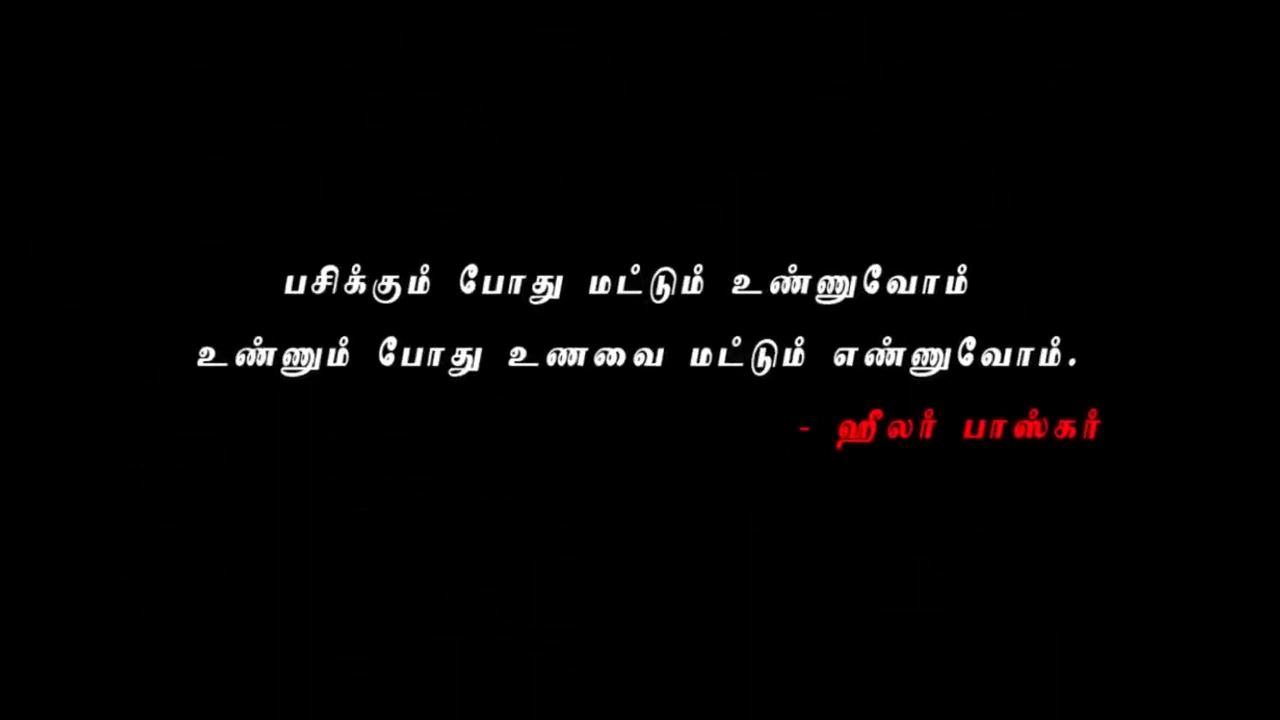 பசிக்கும் போது மட்டும் உண்ணுவோம்
உண்ணும் போது உணவை மட்டும் எண்ணுவோம்.
- ஹீலர் பாஸ்கர்